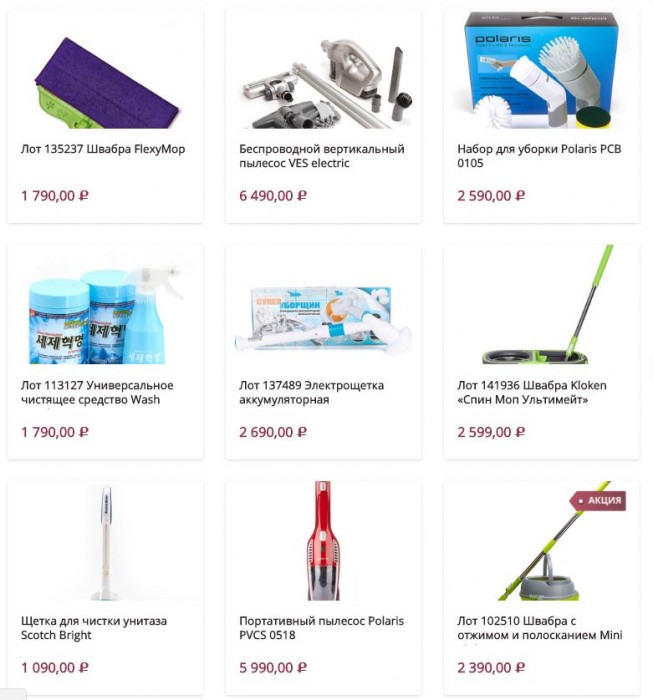 polaris
Лот 135237 Швабра FlexyMop
1 790,00 ₽
Беспроводной вертикальный
пылесос VES electric
6 490,00 ₽
Набор для уборки Polaris PCB
0105
2 590,00 ₽
세제혁명
세제혁명
СУПЕР
УБОРЩИК
Лот 113127 Универсальное
чистящее средство Wash
1 790,00 ₽
Лот 137489 Электрощетка
аккумуляторная
2 690,00 ₽
Лот 141936 Швабра Kloken
«Спин Моп Ультимейт»
2 599,00 ₽
АКЦИЯ
Щетка для чистки унитаза
Scotch Bright
1 090,00 ₽
Портативный пылесос Polaris
PVCS 0518
5 990,00 ₽
Лот 102510 Швабра с
отжимом и полосканием Mini
2 390,00 ₽